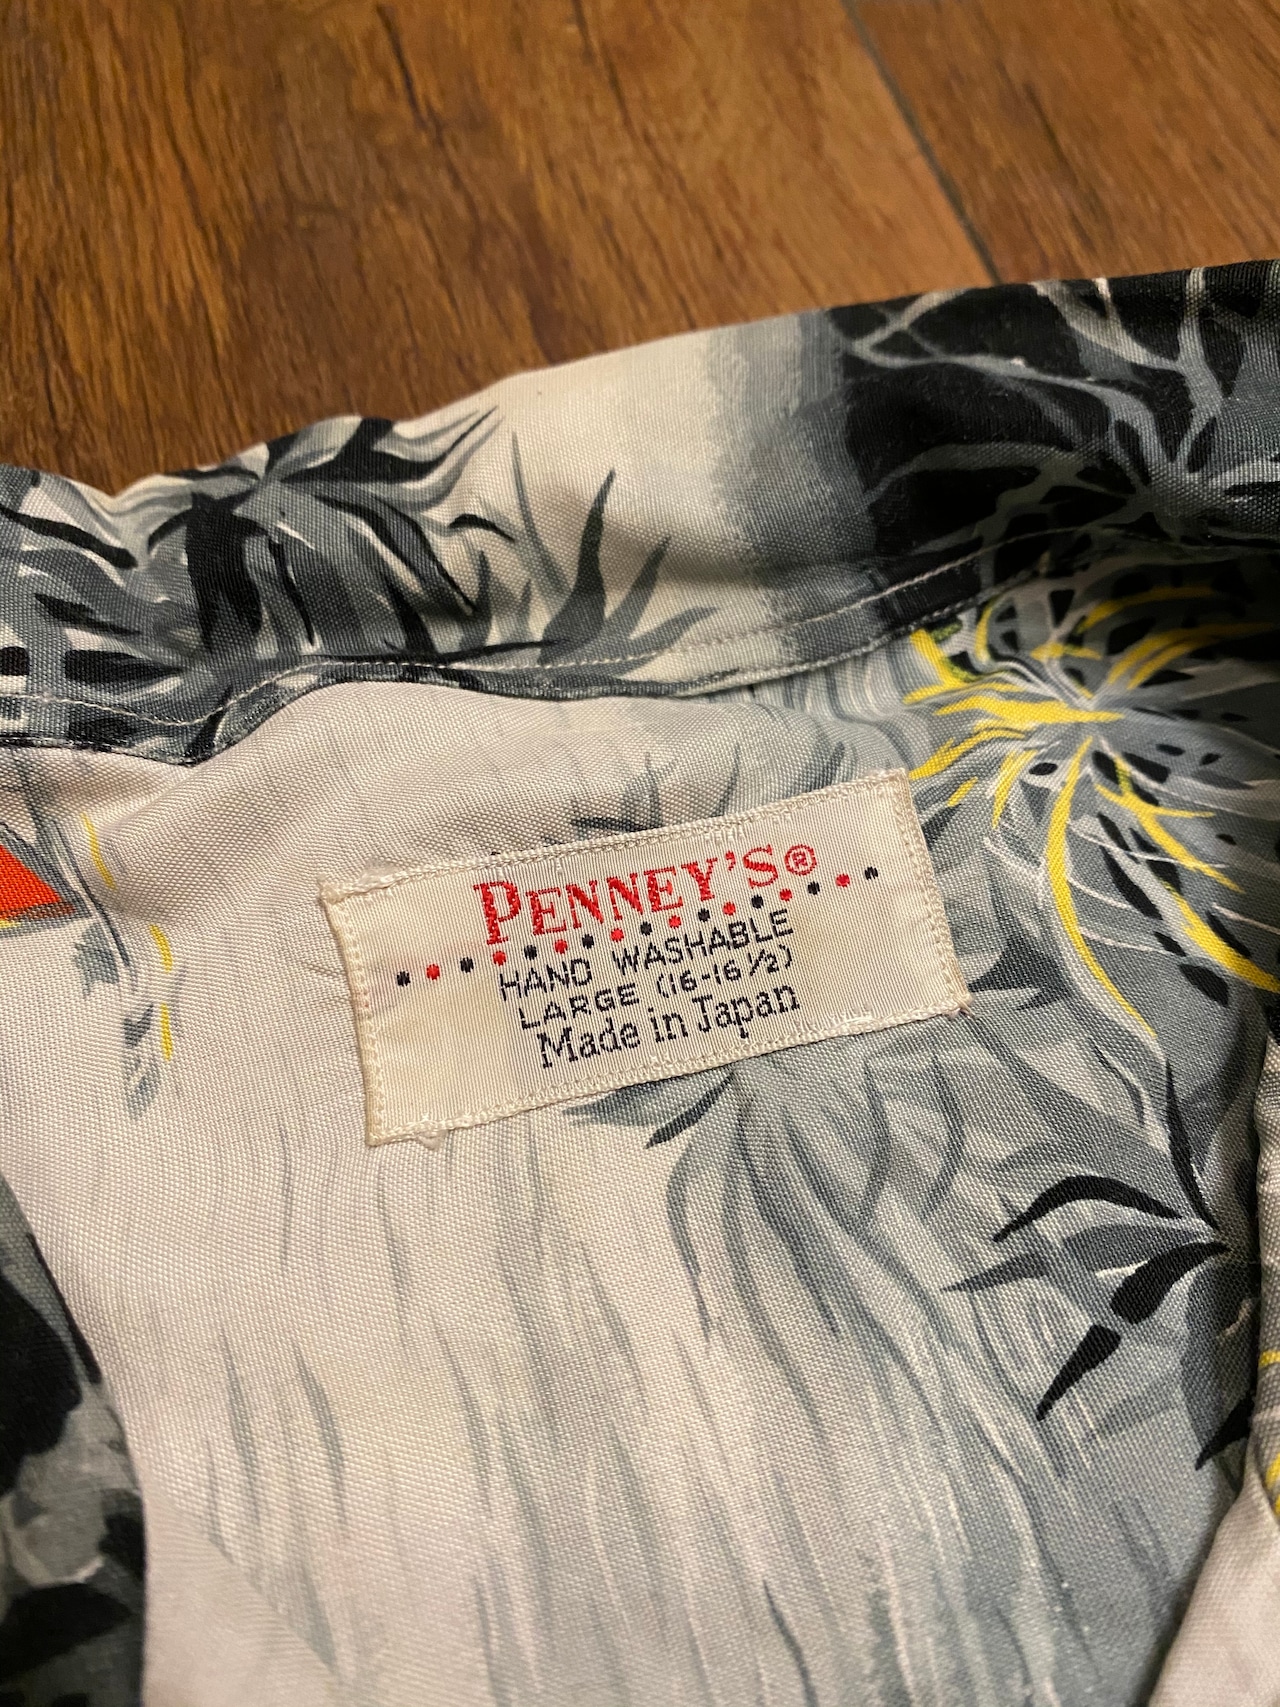 PENNEY'S®
HAND WASHABLE
LARGE (16-16 1/2)
Made in Japan